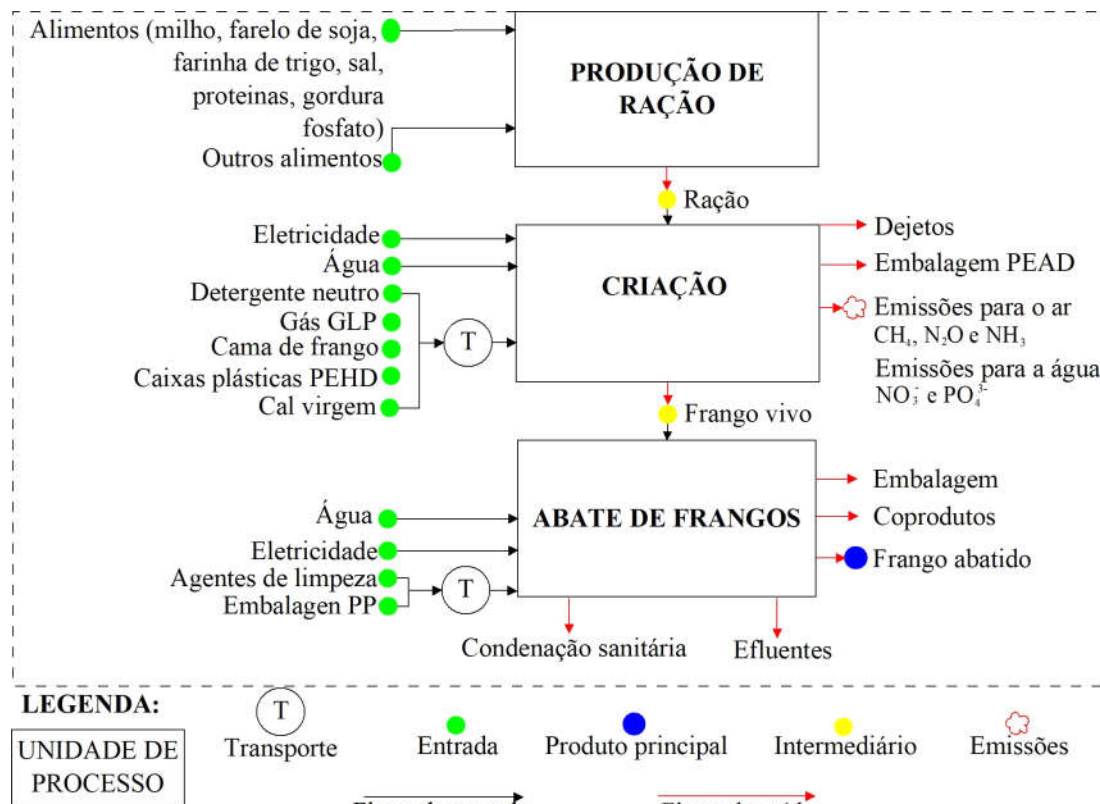 Alimentos (milho, farelo de soja,
farinha de trigo, sal,
proteinas, gordura
fosfato)
Outros alimentos
PRODUÇÃO DE
RAÇÃO
Ração
Eletricidade
Água
Detergente neutro
Gás GLP
Cama de frango
Caixas plásticas PEHD
Cal virgem
T
CRIAÇÃO
Dejetos
Embalagem PEAD
Emissões para o ar
CH₄, N₂O e NH₃
Emissões para a água
NO₃⁻ e PO₄³⁻
Frango vivo
Água
Eletricidade
Agentes de limpeza
Embalagen PP
T
ABATE DE FRANGOS
Embalagem
Coprodutos
Frango abatido
Condenação sanitária
Efluentes
LEGENDA:
UNIDADE DE
PROCESSO
T
Transporte
Entrada
Produto principal
Intermediário
Emissões